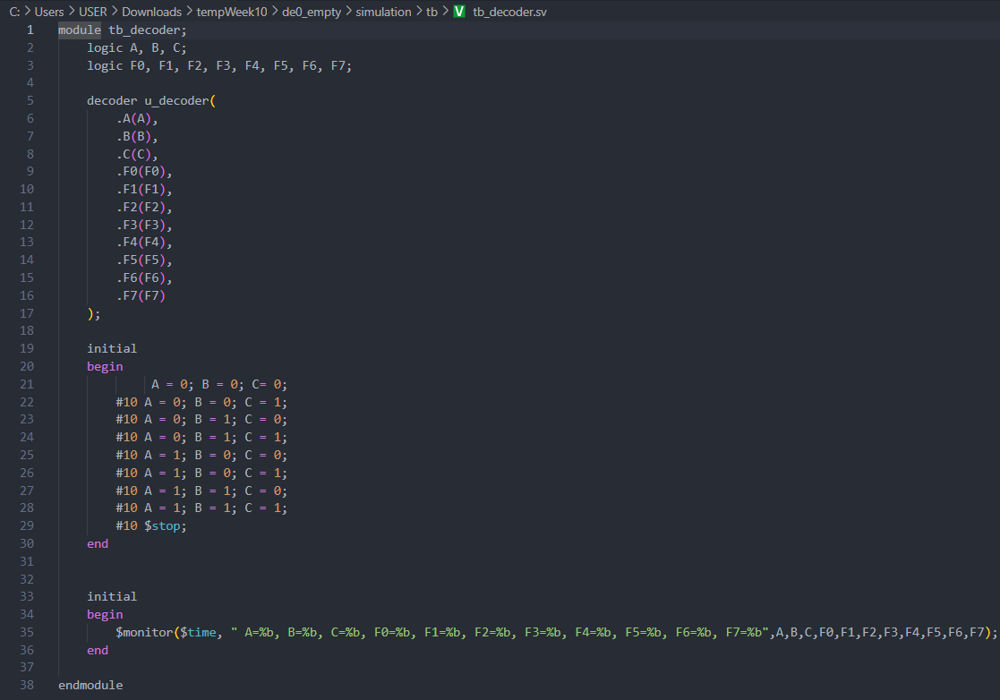 C: > Users > USER > Downloads > tempWeek10 > de0_empty > simulation > tb > V tb_decoder.sv
1 module tb_decoder;
2     logic A, B, C;
3     logic F0, F1, F2, F3, F4, F5, F6, F7;
4
5     decoder u_decoder(
6         .A(A),
7         .B(B),
8         .C(C),
9         .F0(F0),
10         .F1(F1),
11         .F2(F2),
12         .F3(F3),
13         .F4(F4),
14         .F5(F5),
15         .F6(F6),
16         .F7(F7)
17     );
18
19     initial
20     begin
21              A = 0; B = 0; C= 0;
22         #10 A = 0; B = 0; C = 1;
23         #10 A = 0; B = 1; C = 0;
24         #10 A = 0; B = 1; C = 1;
25         #10 A = 1; B = 0; C = 0;
26         #10 A = 1; B = 0; C = 1;
27         #10 A = 1; B = 1; C = 0;
28         #10 A = 1; B = 1; C = 1;
29         #10 $stop;
30     end
31
32
33     initial
34     begin
35         $monitor($time, " A=%b, B=%b, C=%b, F0=%b, F1=%b, F2=%b, F3=%b, F4=%b, F5=%b, F6=%b, F7=%b",A,B,C,F0,F1,F2,F3,F4,F5,F6,F7);
36     end
37
38 endmodule